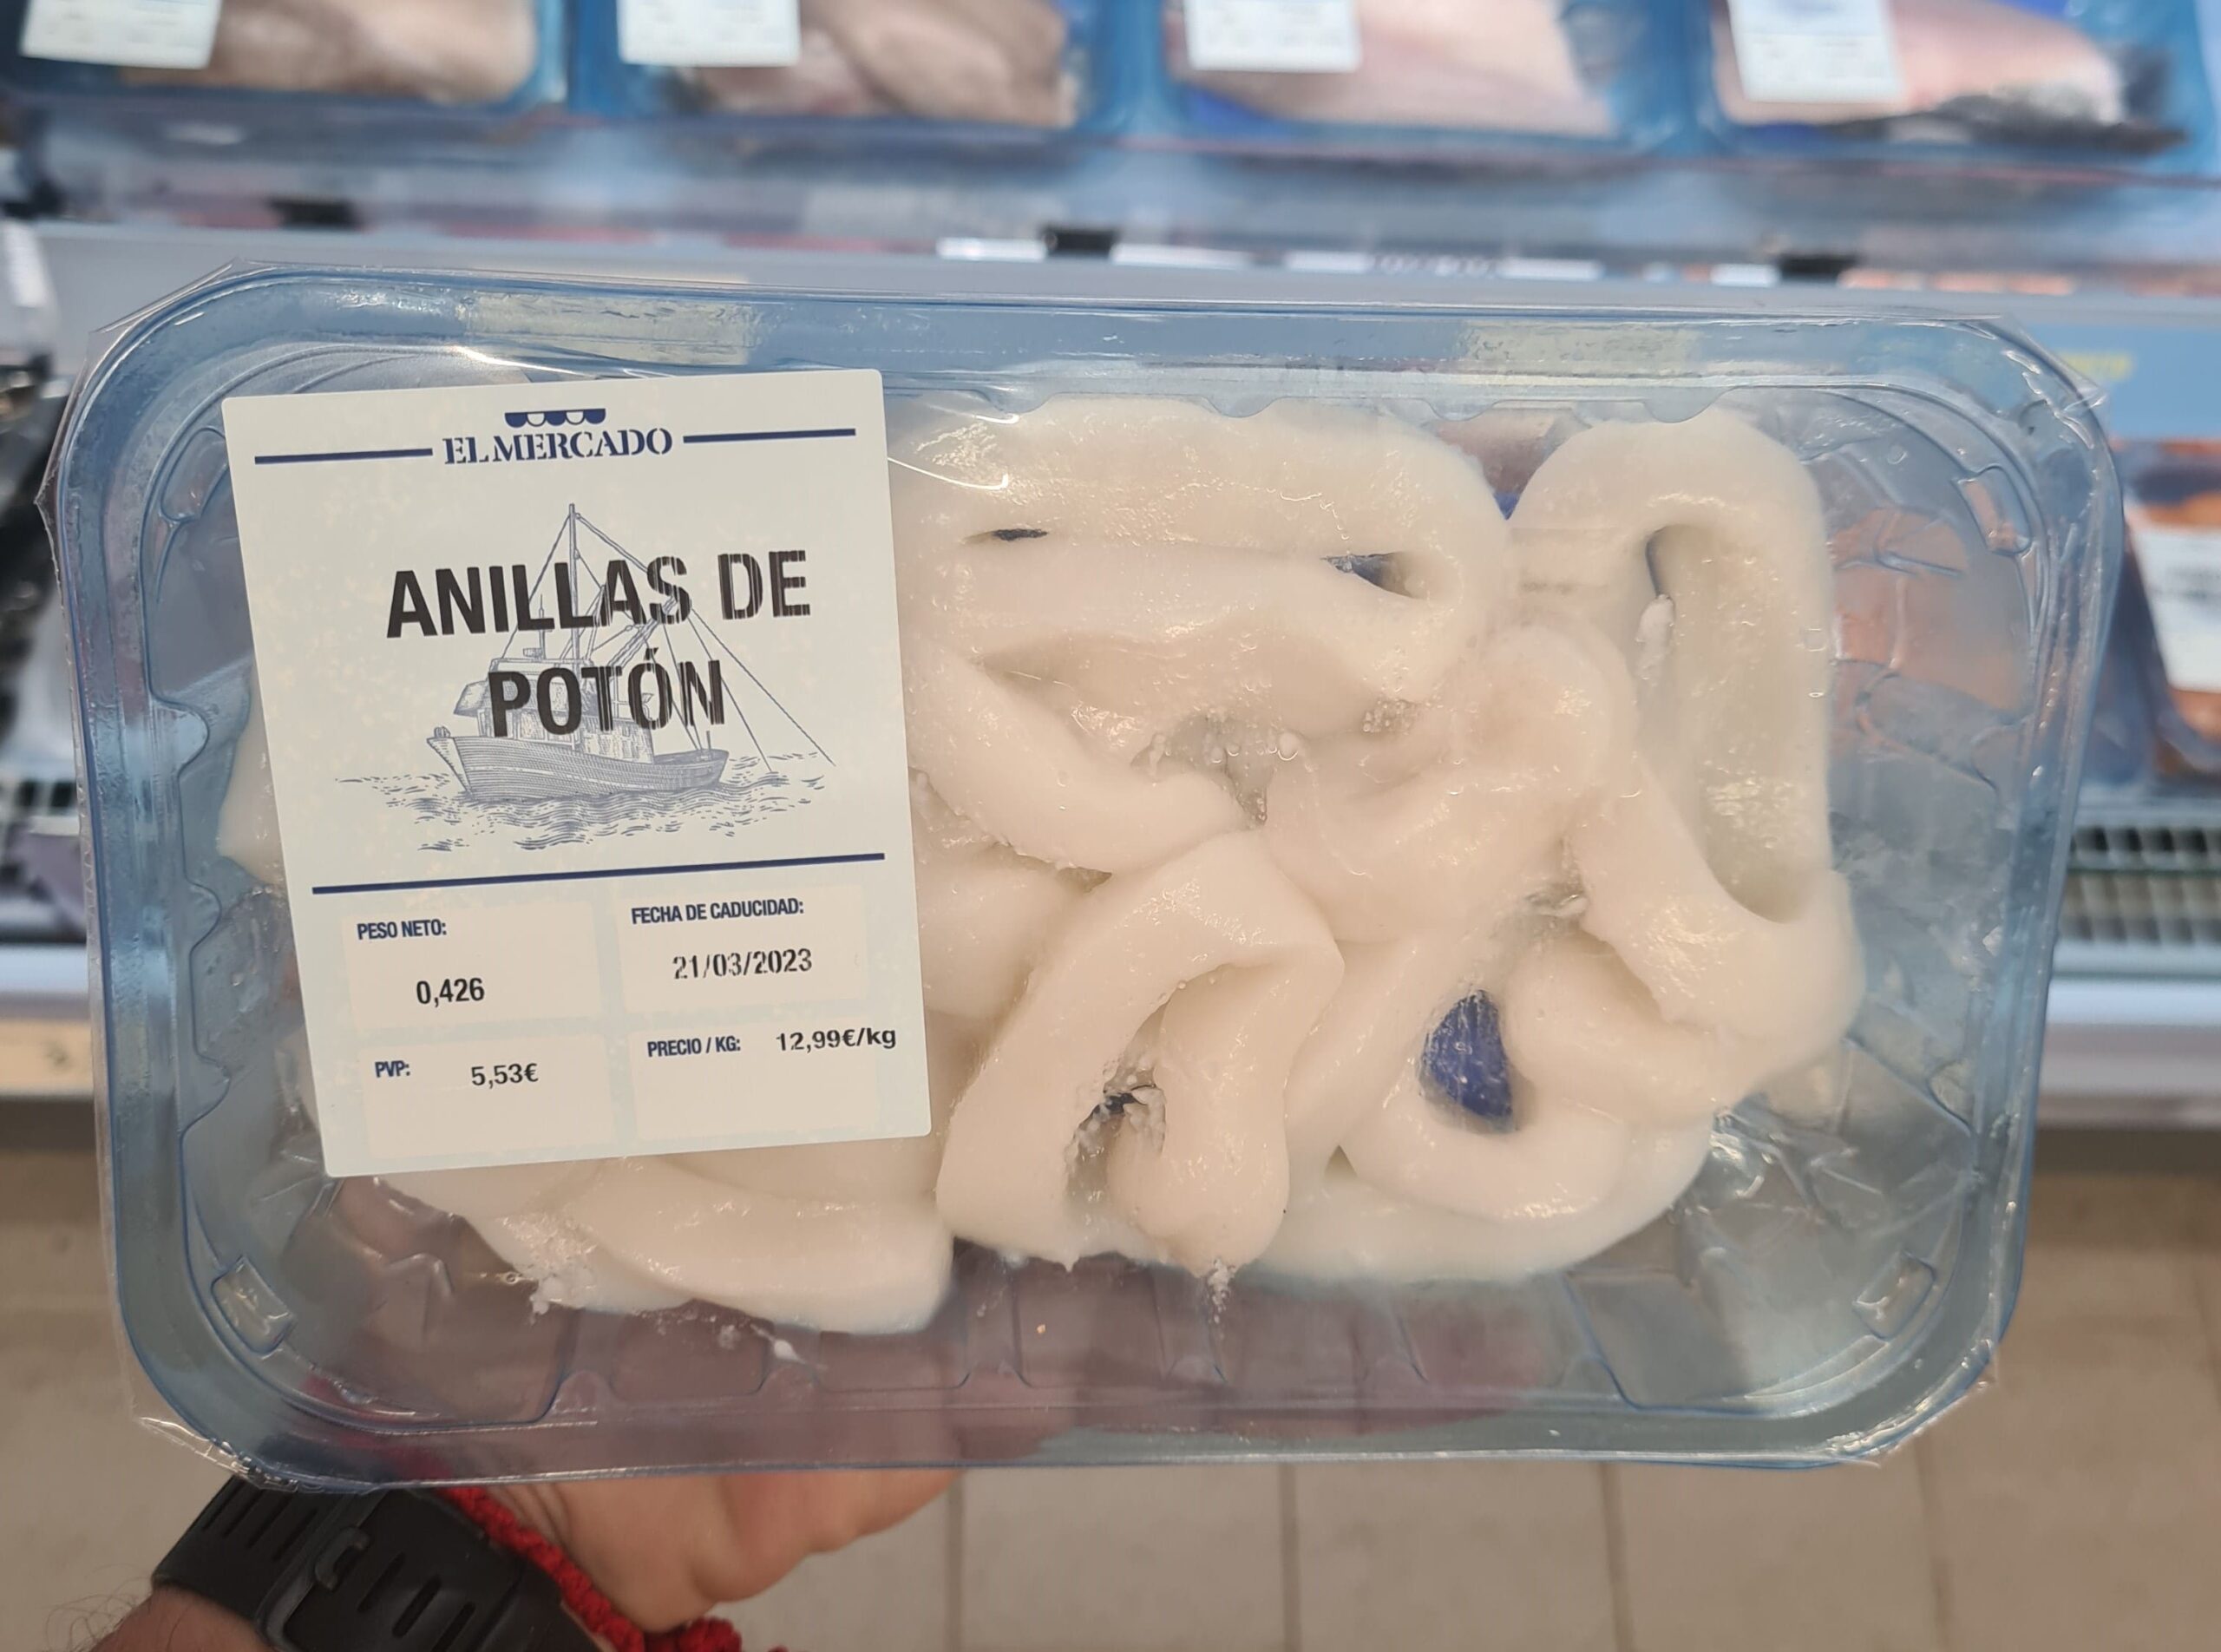 EL MERCADO
ANILLAS DE
POTÓN
PESO NETO:
0,426
FECHA DE CADUCIDAD:
21/03/2023
PVP:
5,53€
PRECIO / KG:
12,99€/kg